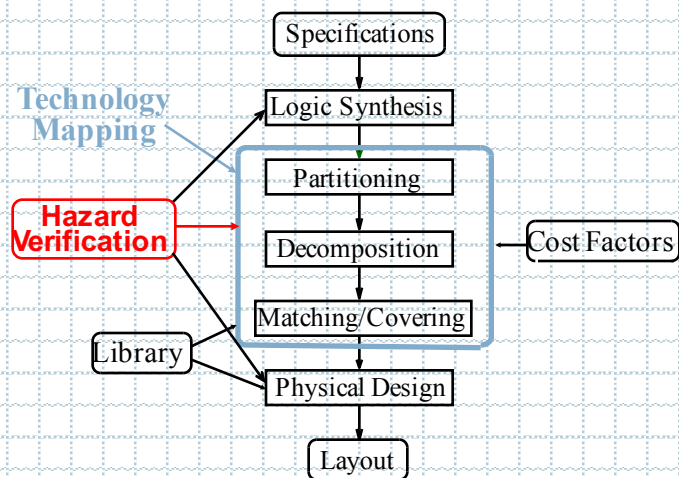 Specifications
Technology
Mapping
Logic Synthesis
Partitioning
Hazard
Verification
Decomposition
Cost Factors
Matching/Covering
Library
Physical Design
Layout